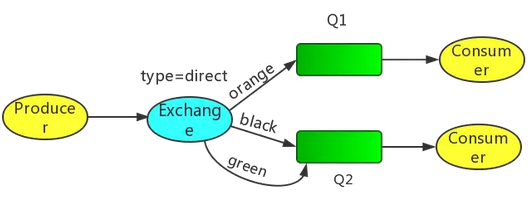 Q1
Consum
er
type=direct
orange
Produce
r
Exchang
e
black
green
Consum
er
Q2